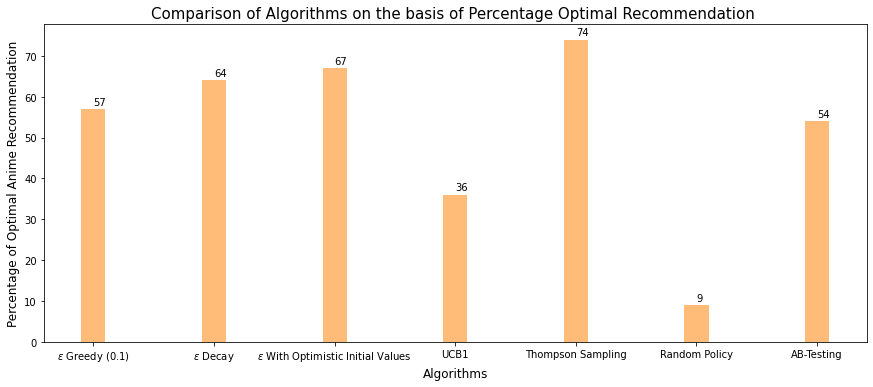 Comparison of Algorithms on the basis of Percentage Optimal Recommendation
Percentage of Optimal Anime Recommendation
70
60
50
40
30
20
10
0
57
64
67
36
74
9
54
ε Greedy (0.1)
ε Decay
ε With Optimistic Initial Values
UCB1
Thompson Sampling
Random Policy
AB-Testing
Algorithms